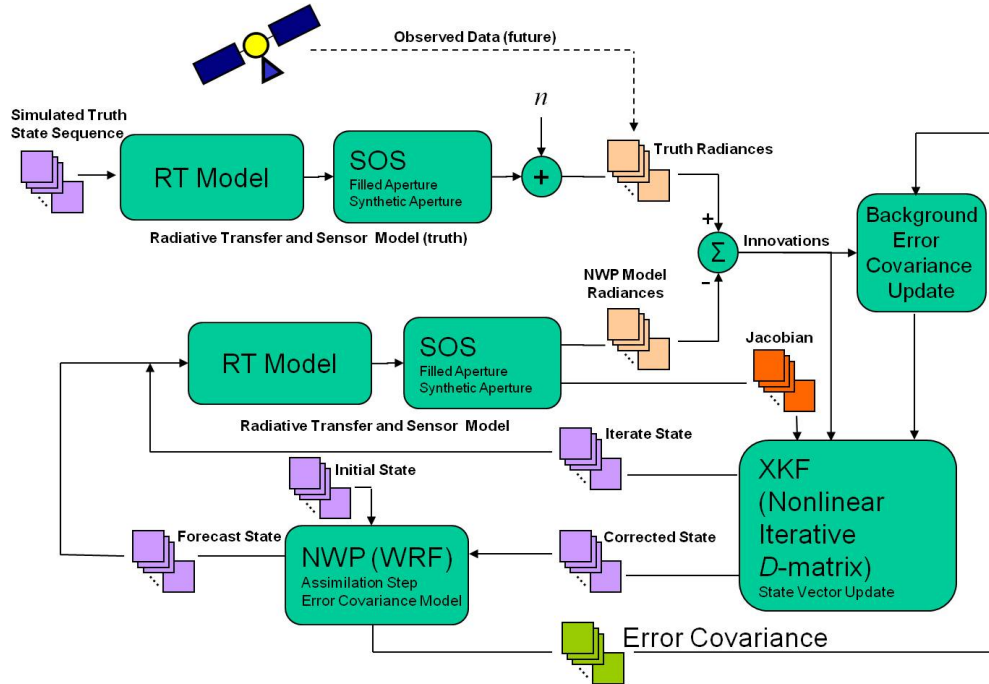 Observed Data (future)
Simulated Truth
State Sequence
n
RT Model
SOS
Filled Aperture
Synthetic Aperture
+
Truth Radiances
Radiative Transfer and Sensor Model (truth)
+
Σ
-
Innovations
Background
Error
Covariance
Update
NWP Model
Radiances
RT Model
SOS
Filled Aperture
Synthetic Aperture
Jacobian
Radiative Transfer and Sensor Model
Iterate State
Initial State
XKF
(Nonlinear
Iterative
D-matrix)
State Vector Update
Forecast State
NWP (WRF)
Assimilation Step
Error Covariance Model
Corrected State
Error Covariance